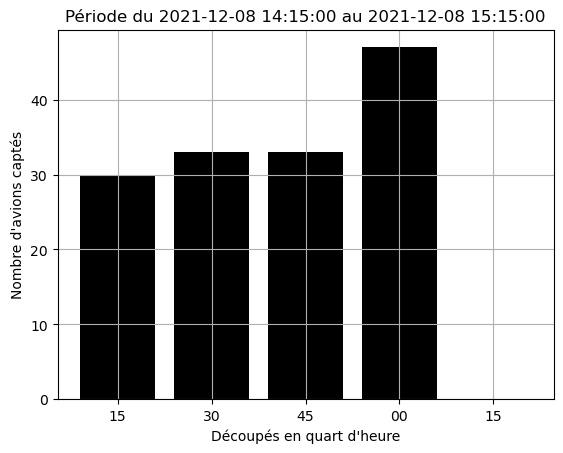 Période du 2021-12-08 14:15:00 au 2021-12-08 15:15:00
Nombre d'avions captés
40
30
20
10
0
15 30 45 00 15
Découpés en quart d'heure